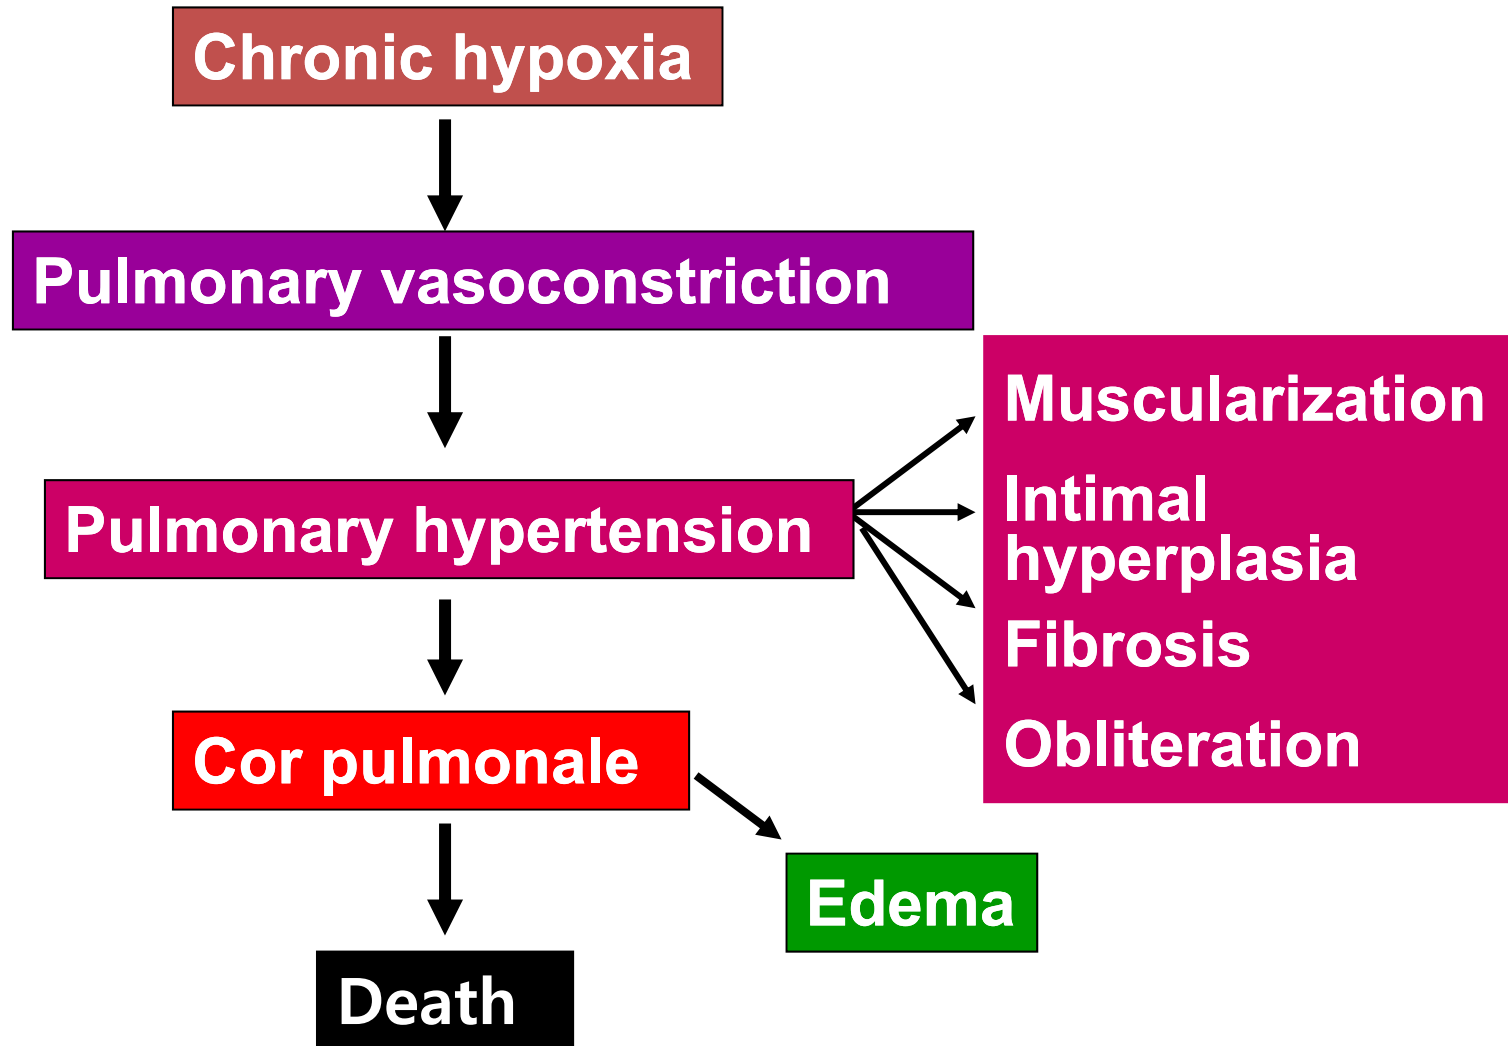 Chronic hypoxia
Pulmonary vasoconstriction
Pulmonary hypertension
Muscularization
Intimal
hyperplasia
Fibrosis
Obliteration
Cor pulmonale
Edema
Death